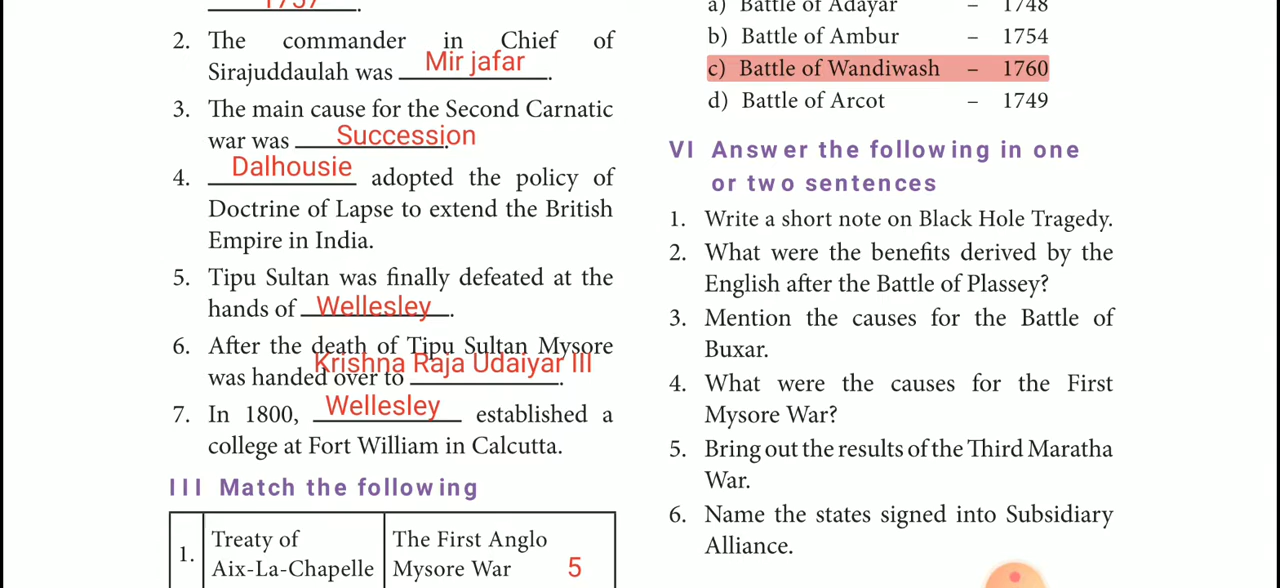 1757
2. The commander in Chief of
Sirajuddaulah was Mir jafar.
3. The main cause for the Second Carnatic
war was Succession.
4. Dalhousie adopted the policy of
Doctrine of Lapse to extend the British
Empire in India.
5. Tipu Sultan was finally defeated at the
hands of Wellesley.
6. After the death of Tipu Sultan Mysore
was handed over to Krishna Raja Udaiyar III.
7. In 1800, Wellesley established a
college at Fort William in Calcutta.
III Match the following
1. Treaty of The First Anglo
Aix-La-Chapelle Mysore War 5
a) Battle of Adayar – 1748
b) Battle of Ambur – 1754
c) Battle of Wandiwash – 1760
d) Battle of Arcot – 1749
VI Answer the following in one
or two sentences
1. Write a short note on Black Hole Tragedy.
2. What were the benefits derived by the
English after the Battle of Plassey?
3. Mention the causes for the Battle of
Buxar.
4. What were the causes for the First
Mysore War?
5. Bring out the results of the Third Maratha
War.
6. Name the states signed into Subsidiary
Alliance.